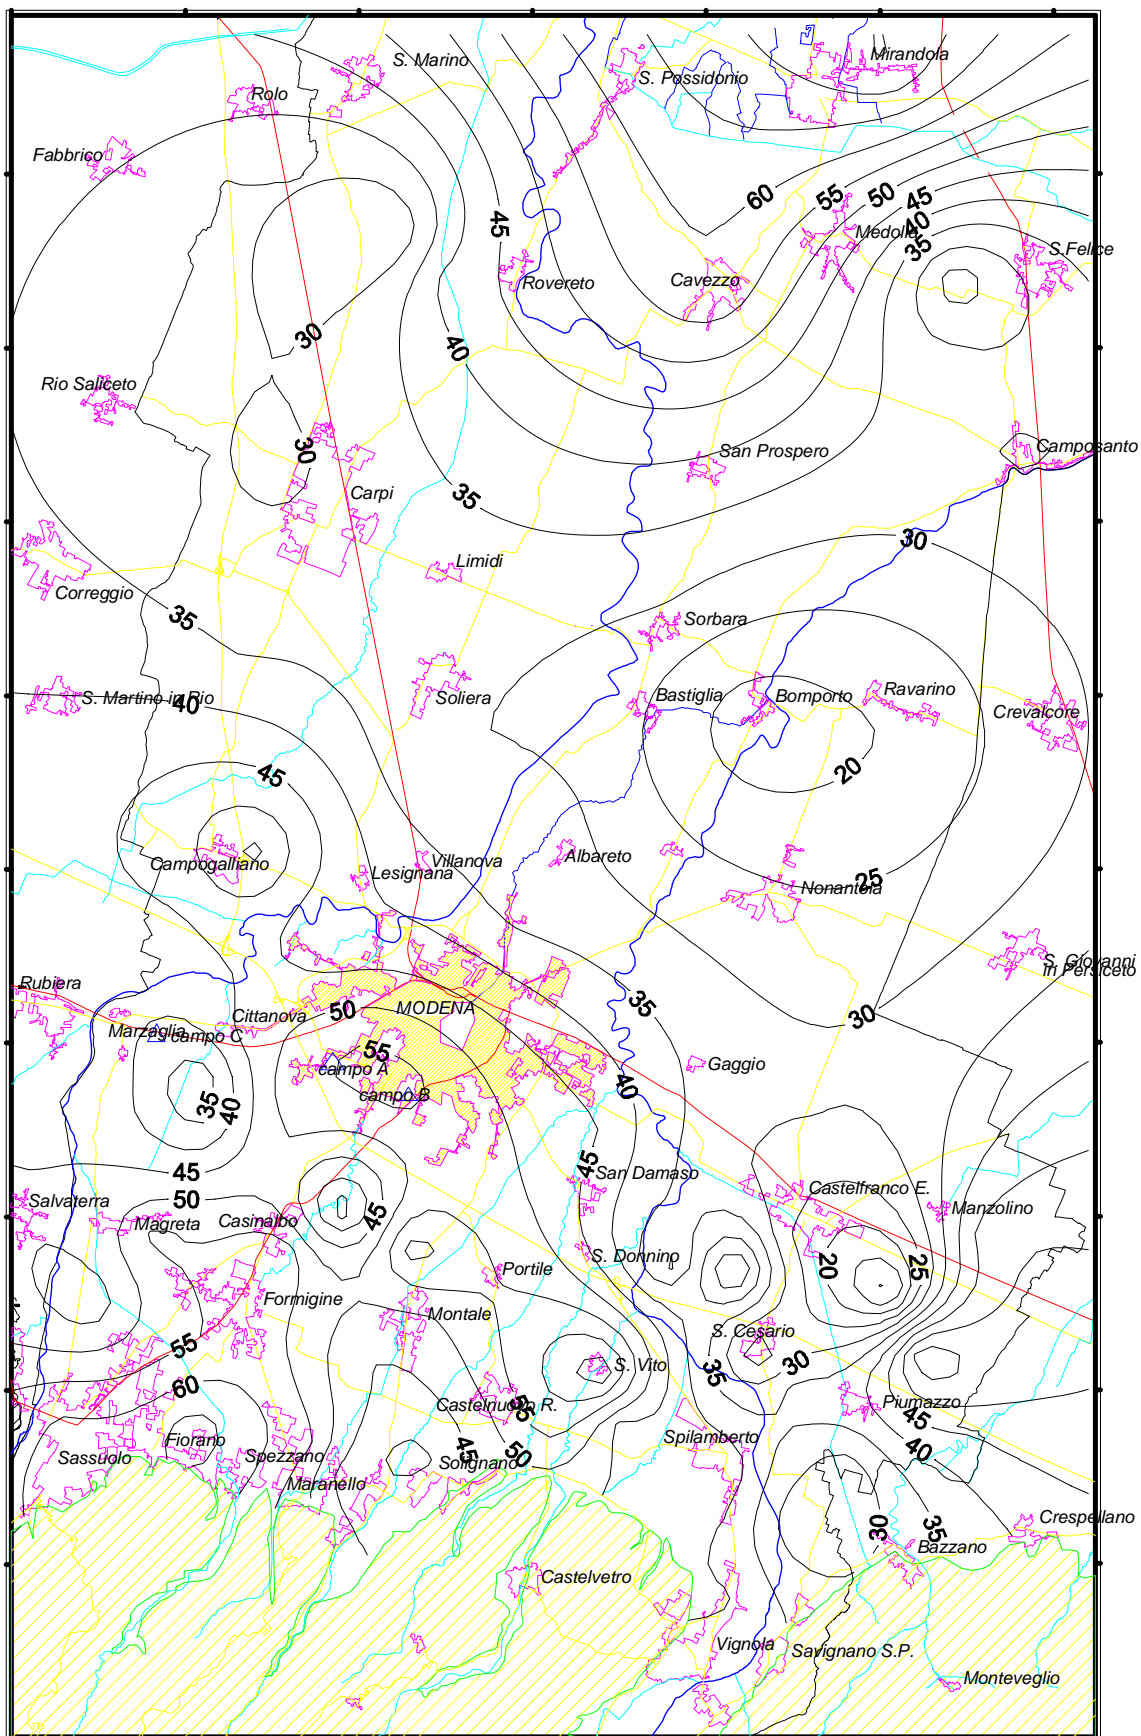 S. Marino
Mirandola
S. Possidonio
Rolo
Fabbrico
60
55
50
45
45
40
35
Medolla
S.Felice
Rovereto
Cavezzo
30
40
Rio Saliceto
30
San Prospero
Camposanto
Carpi
35
30
Limidi
Correggio
35
Sorbara
S. Martino in Rio
40
Soliera
Bastiglia
Bomporto
Ravarino
Crevalcore
45
20
Campogalliano
Villanova
Lesignana
Albareto
25
Nonantola
S. Giovanni
in Persiceto
Rubiera
35
Cittanova
50
MODENA
30
Marzaglia
campo C
55
campo A
Gaggio
campo B
40
35
40
45
45
San Damaso
Salvaterra
50
Magreta
Casinalbo
45
Castelfranco E.
Manzolino
S. Donnino
Portile
20
25
Formigine
Montale
S. Cesario
55
S. Vito
30
35
60
Castelnuovo R.
55
Piumazzo
45
Sassuolo
Fiorano
Spezzano
45
50
Spilamberto
40
Solignano
Maranello
30
35
Crespellano
Bazzano
Castelvetro
Vignola
Savignano S.P.
Monteveglio